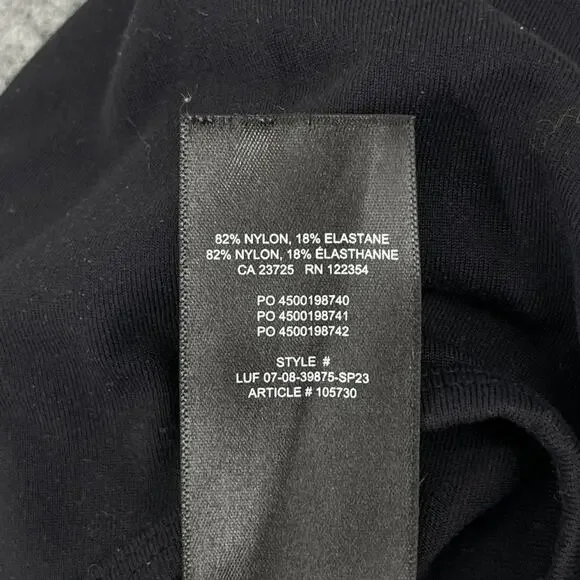 82% NYLON, 18% ELASTANE
82% NYLON, 18% ÉLASTHANNE
CA 23725 RN 122354
PO 4500198740
PO 4500198741
PO 4500198742
STYLE #
LUF 07-08-39875-SP23
ARTICLE # 105730